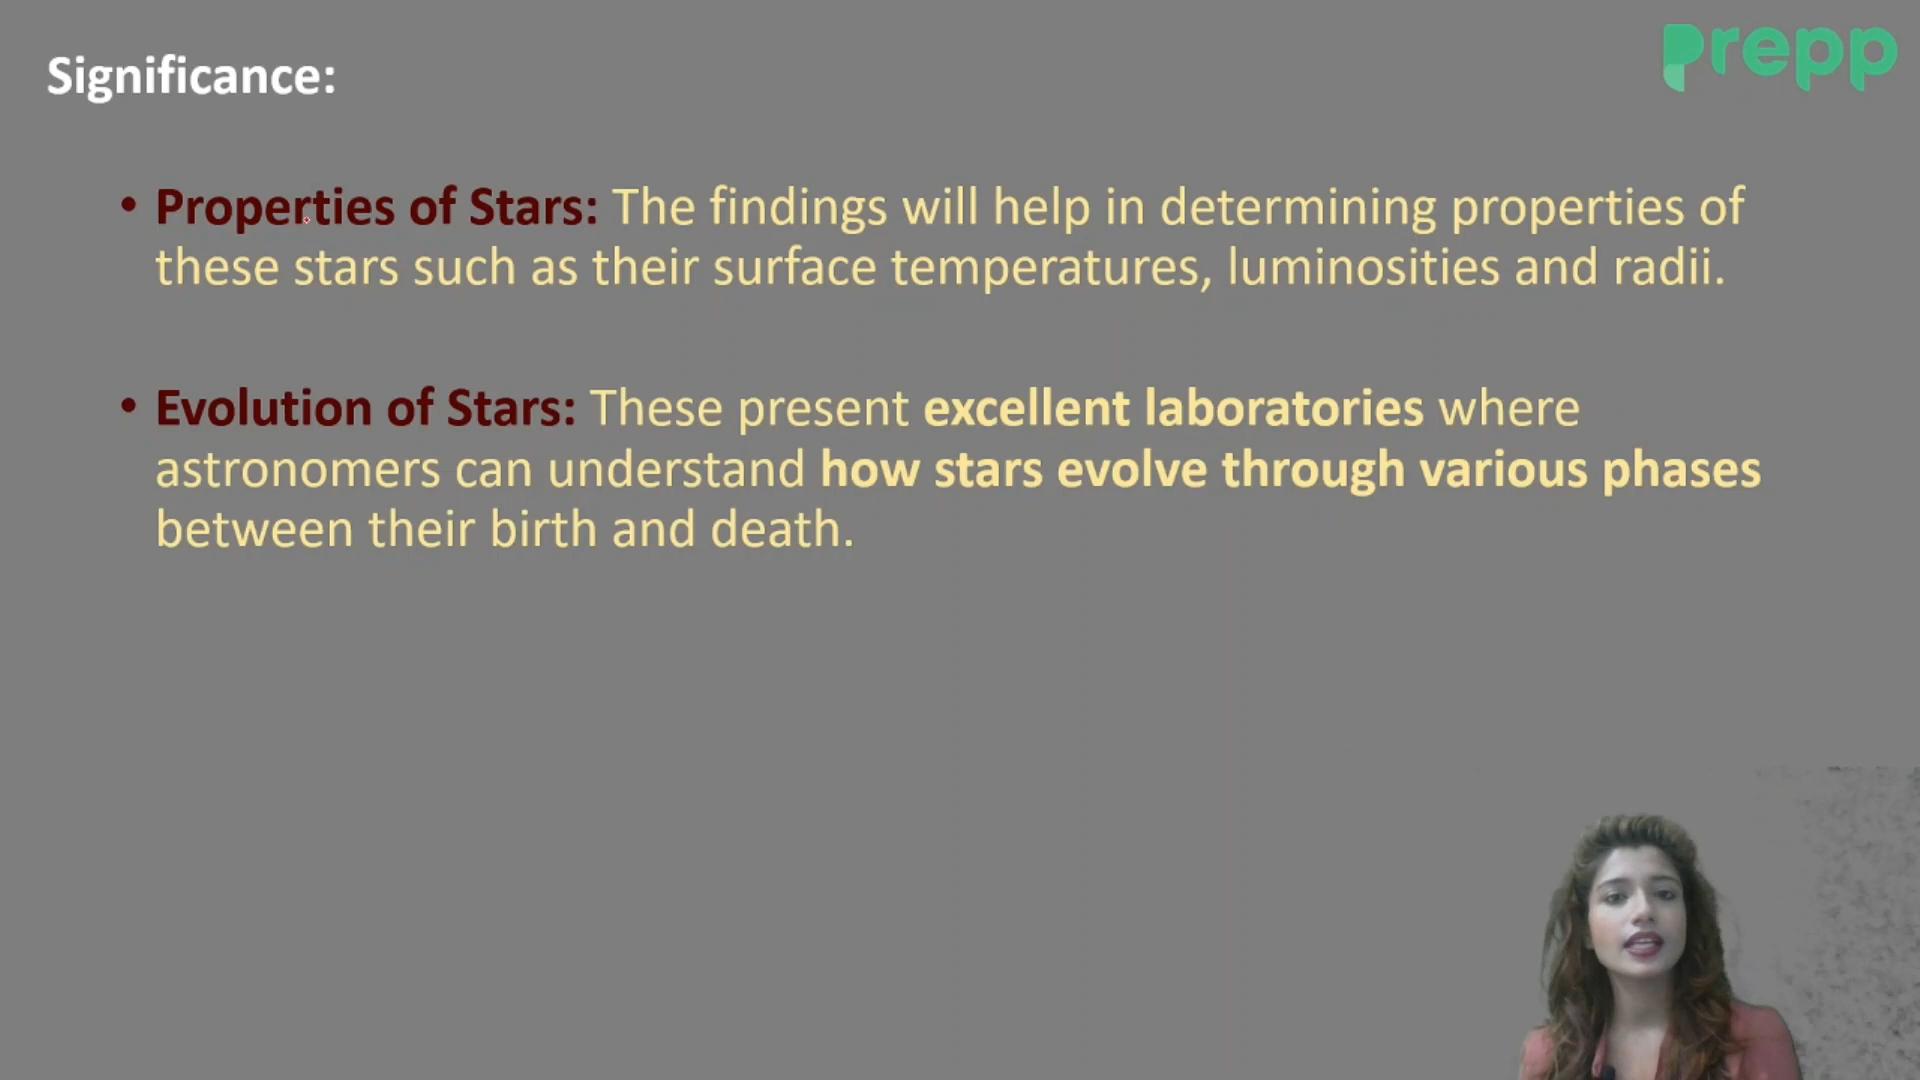 Significance:
prepp
• Properties of Stars: The findings will help in determining properties of
these stars such as their surface temperatures, luminosities and radii.
• Evolution of Stars: These present excellent laboratories where
astronomers can understand how stars evolve through various phases
between their birth and death.